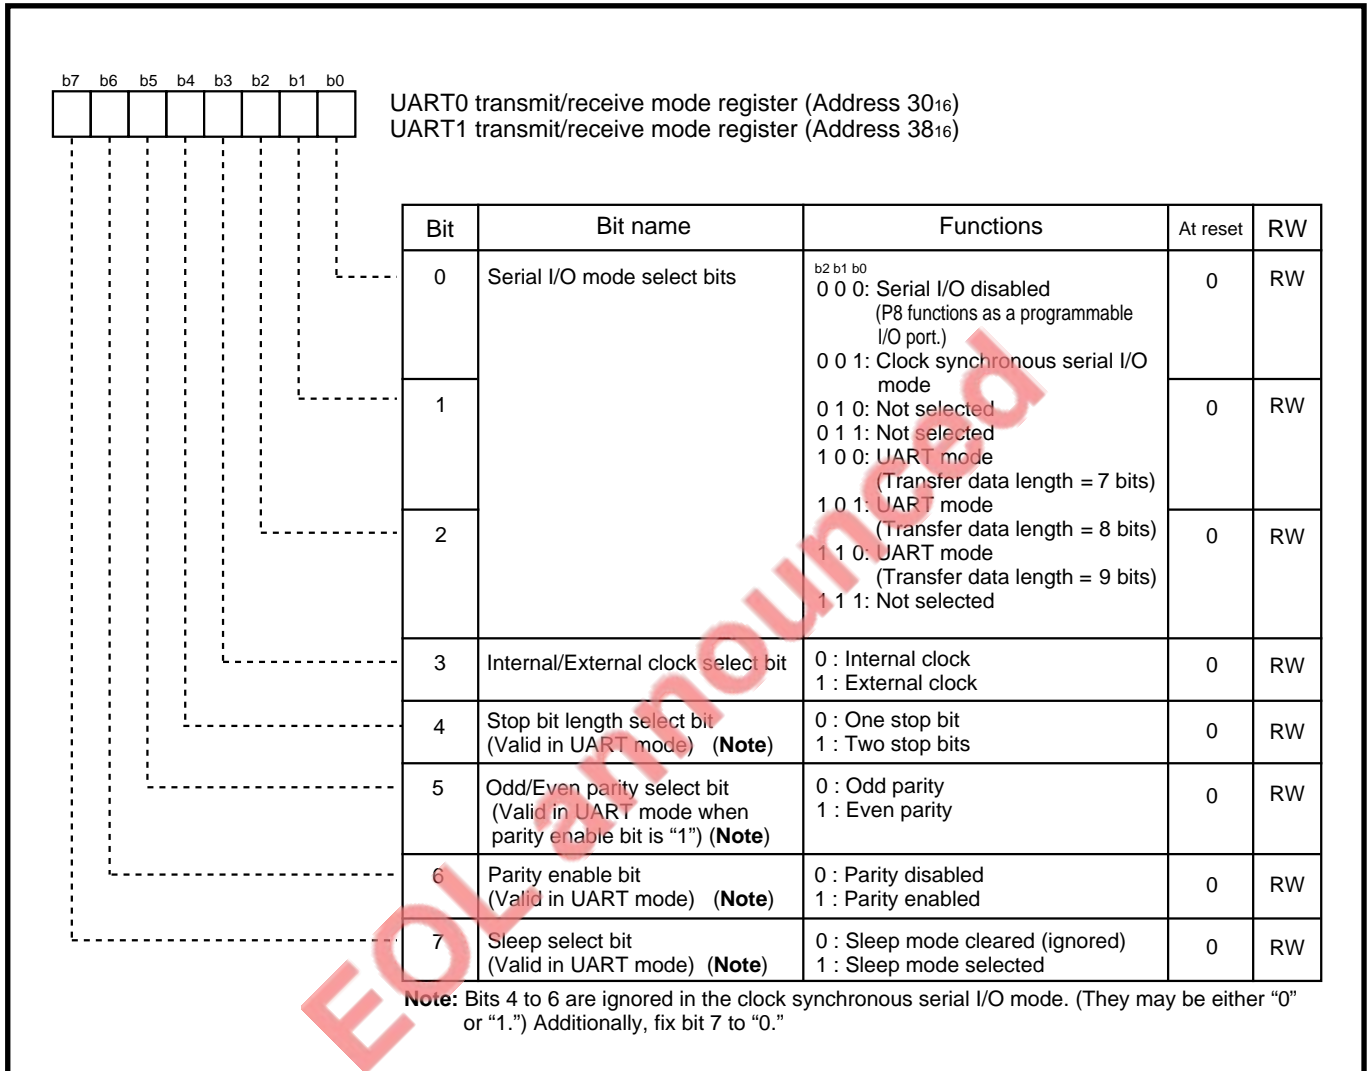 b7 b6 b5 b4 b3 b2 b1 b0
UART0 transmit/receive mode register (Address 3016)
UART1 transmit/receive mode register (Address 3816)
Bit Bit name Functions At reset RW
0 Serial I/O mode select bits b2 b1 b0 0 RW
0 0 0: Serial I/O disabled
(P8 functions as a programmable
I/O port.)
0 0 1: Clock synchronous serial I/O
mode
1 0 RW
0 1 0: Not selected
0 1 1: Not selected
1 0 0: UART mode
(Transfer data length = 7 bits)
1 0 1: UART mode
(Transfer data length = 8 bits)
2 0 RW
1 1 0: UART mode
(Transfer data length = 9 bits)
1 1 1: Not selected
3 Internal/External clock select bit 0 : Internal clock 0 RW
1 : External clock
4 Stop bit length select bit 0 : One stop bit 0 RW
(Valid in UART mode) (Note) 1 : Two stop bits
5 Odd/Even parity select bit 0 : Odd parity 0 RW
(Valid in UART mode when 1 : Even parity
parity enable bit is “1”) (Note)
6 Parity enable bit 0 : Parity disabled 0 RW
(Valid in UART mode) (Note) 1 : Parity enabled
7 Sleep select bit 0 : Sleep mode cleared (ignored) 0 RW
(Valid in UART mode) (Note) 1 : Sleep mode selected
Note: Bits 4 to 6 are ignored in the clock synchronous serial I/O mode. (They may be either “0”
or “1.”) Additionally, fix bit 7 to “0.”
EOL announced